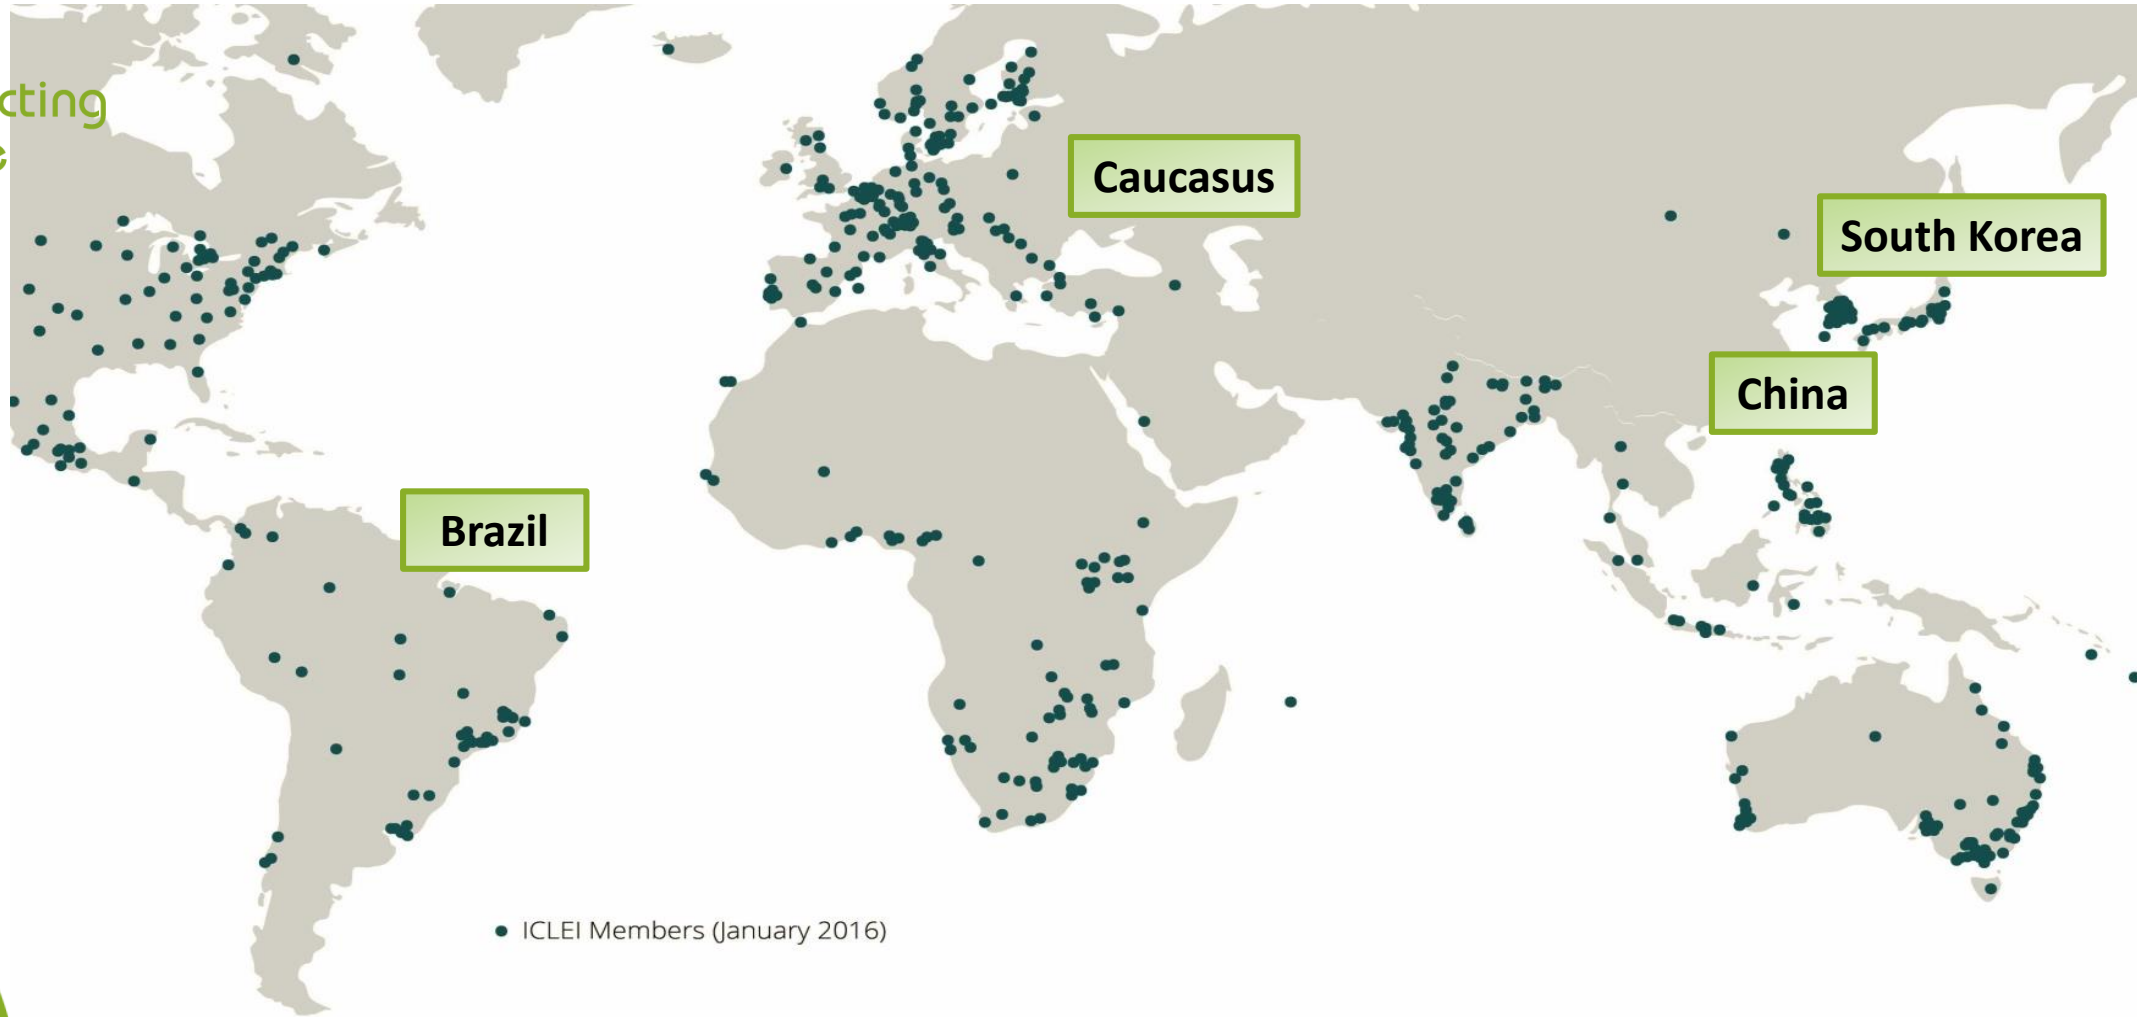 cting
Caucasus
South Korea
China
Brazil
ICLEI Members (January 2016)